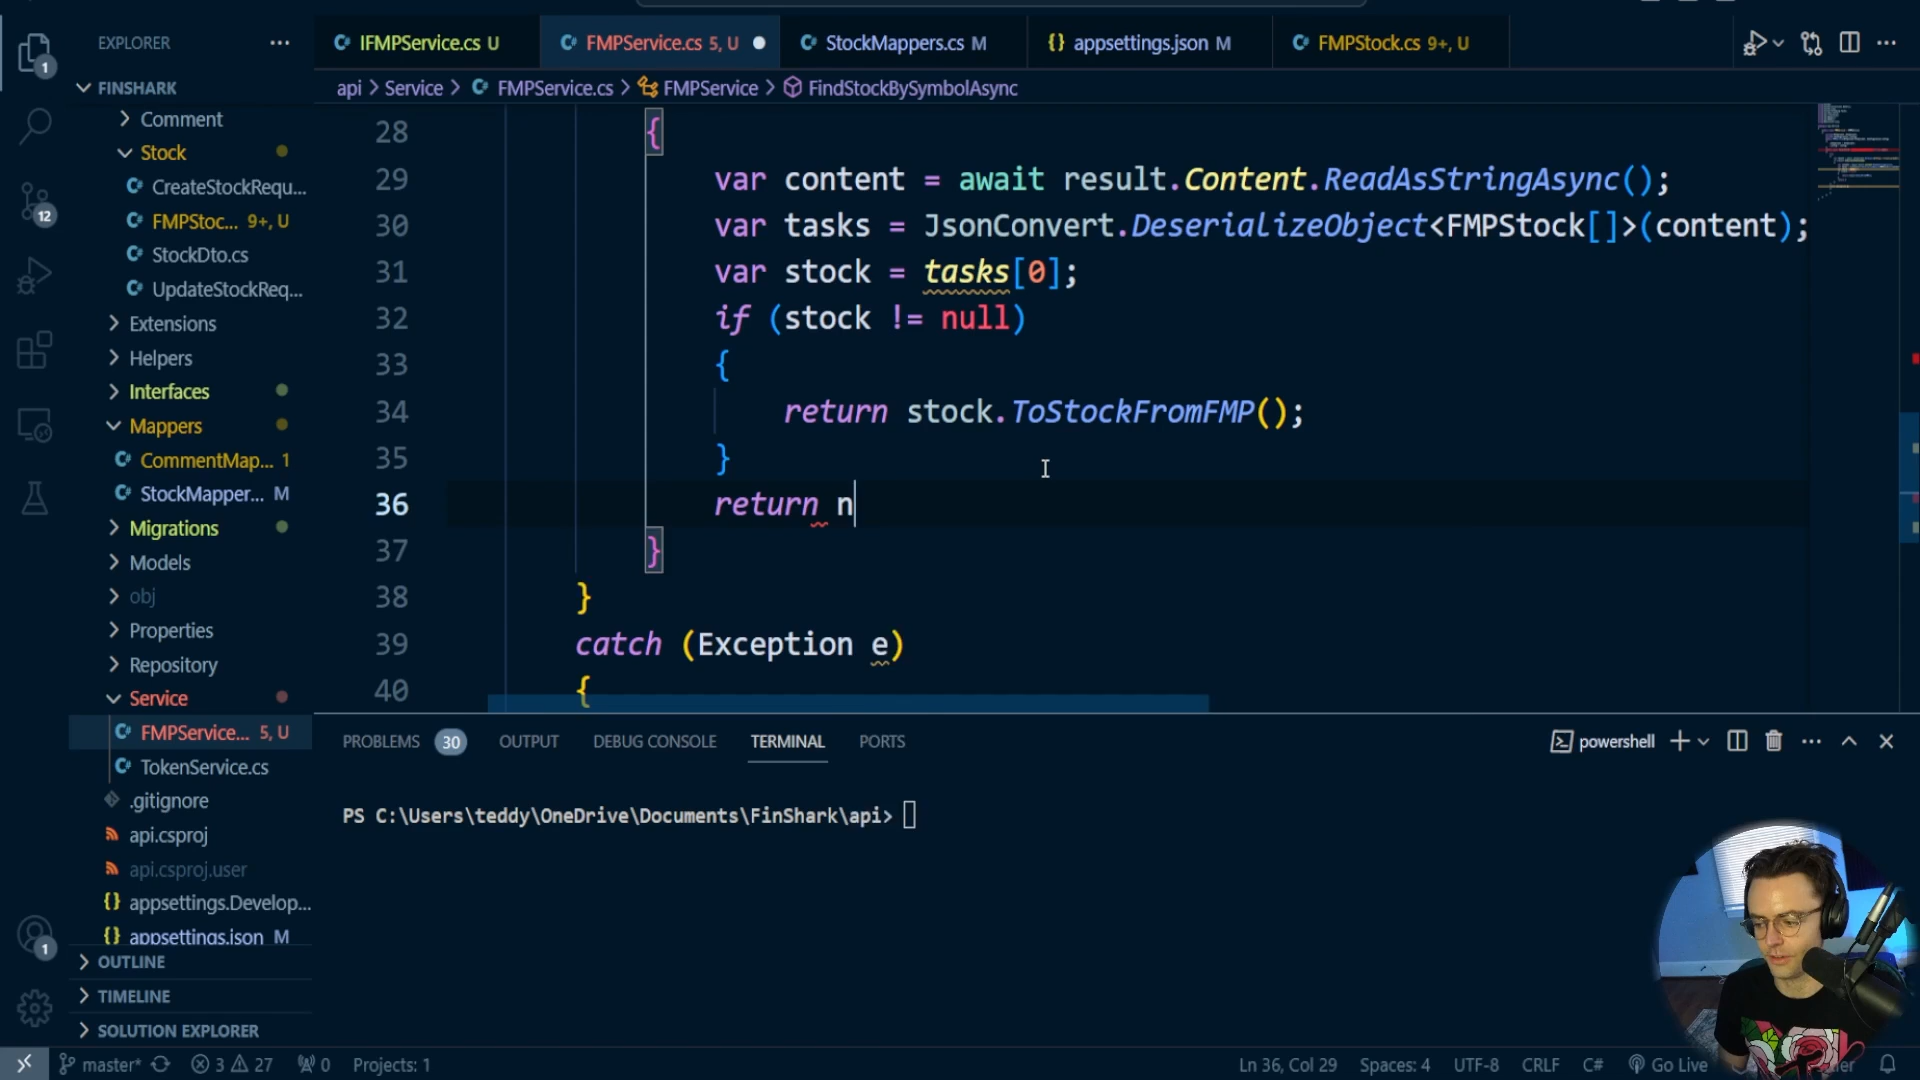 EXPLORER
IFMPService.cs U
FMPService.cs 5, U
StockMappers.cs M
{} appsettings.json M
FMPStock.cs 9+, U
FINSHARK
api > Service > FMPService.cs > FMPService > FindStockBySymbolAsync
Comment
Stock
CreateStockRequ...
FMPStoc... 9+, U
StockDto.cs
UpdateStockReq...
Extensions
Helpers
Interfaces
Mappers
CommentMap... 1
StockMapper... M
Migrations
Models
obj
Properties
Repository
Service
FMPService... 5, U
TokenService.cs
.gitignore
api.csproj
api.csproj.user
{} appsettings.Develop...
{} appsettings.json M
OUTLINE
TIMELINE
SOLUTION EXPLORER
1
12
1
28 {
29 var content = await result.Content.ReadAsStringAsync();
30 var tasks = JsonConvert.DeserializeObject<FMPStock[]>(content);
31 var stock = tasks[0];
32 if (stock != null)
33 {
34 return stock.ToStockFromFMP();
35 }
36 return n
37 }
38 }
39 catch (Exception e)
40 {
PROBLEMS 30 OUTPUT DEBUG CONSOLE TERMINAL PORTS
powershell
PS C:\Users\teddy\OneDrive\Documents\FinShark\api>
master* 3 27 0 Projects: 1
Ln 36, Col 29 Spaces: 4 UTF-8 CRLF C# Go Live